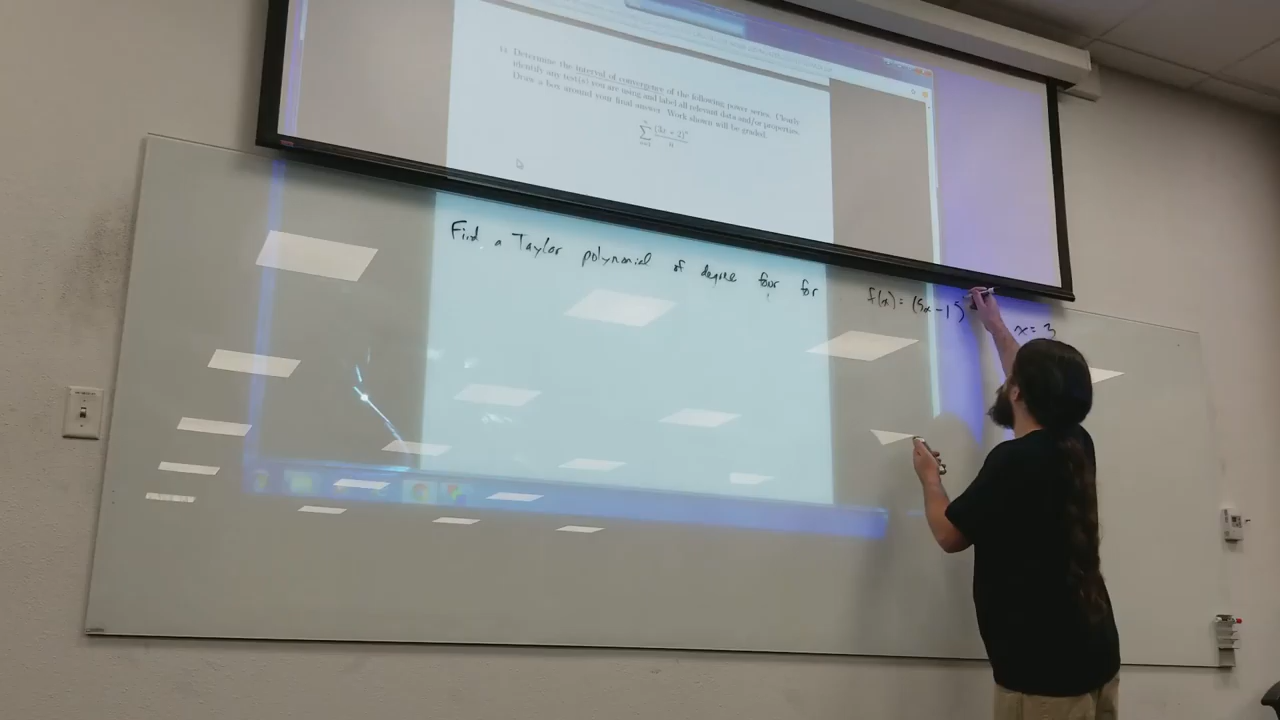 Determine the interval of convergence of the following power series. Clearly
identify any test(s) you are using and label all relevant data and/or properties.
Draw a box around your final answer. Work shown will be graded.
Find a Taylor polynomial of degree four for f(x) = (5x-1)
x = 3